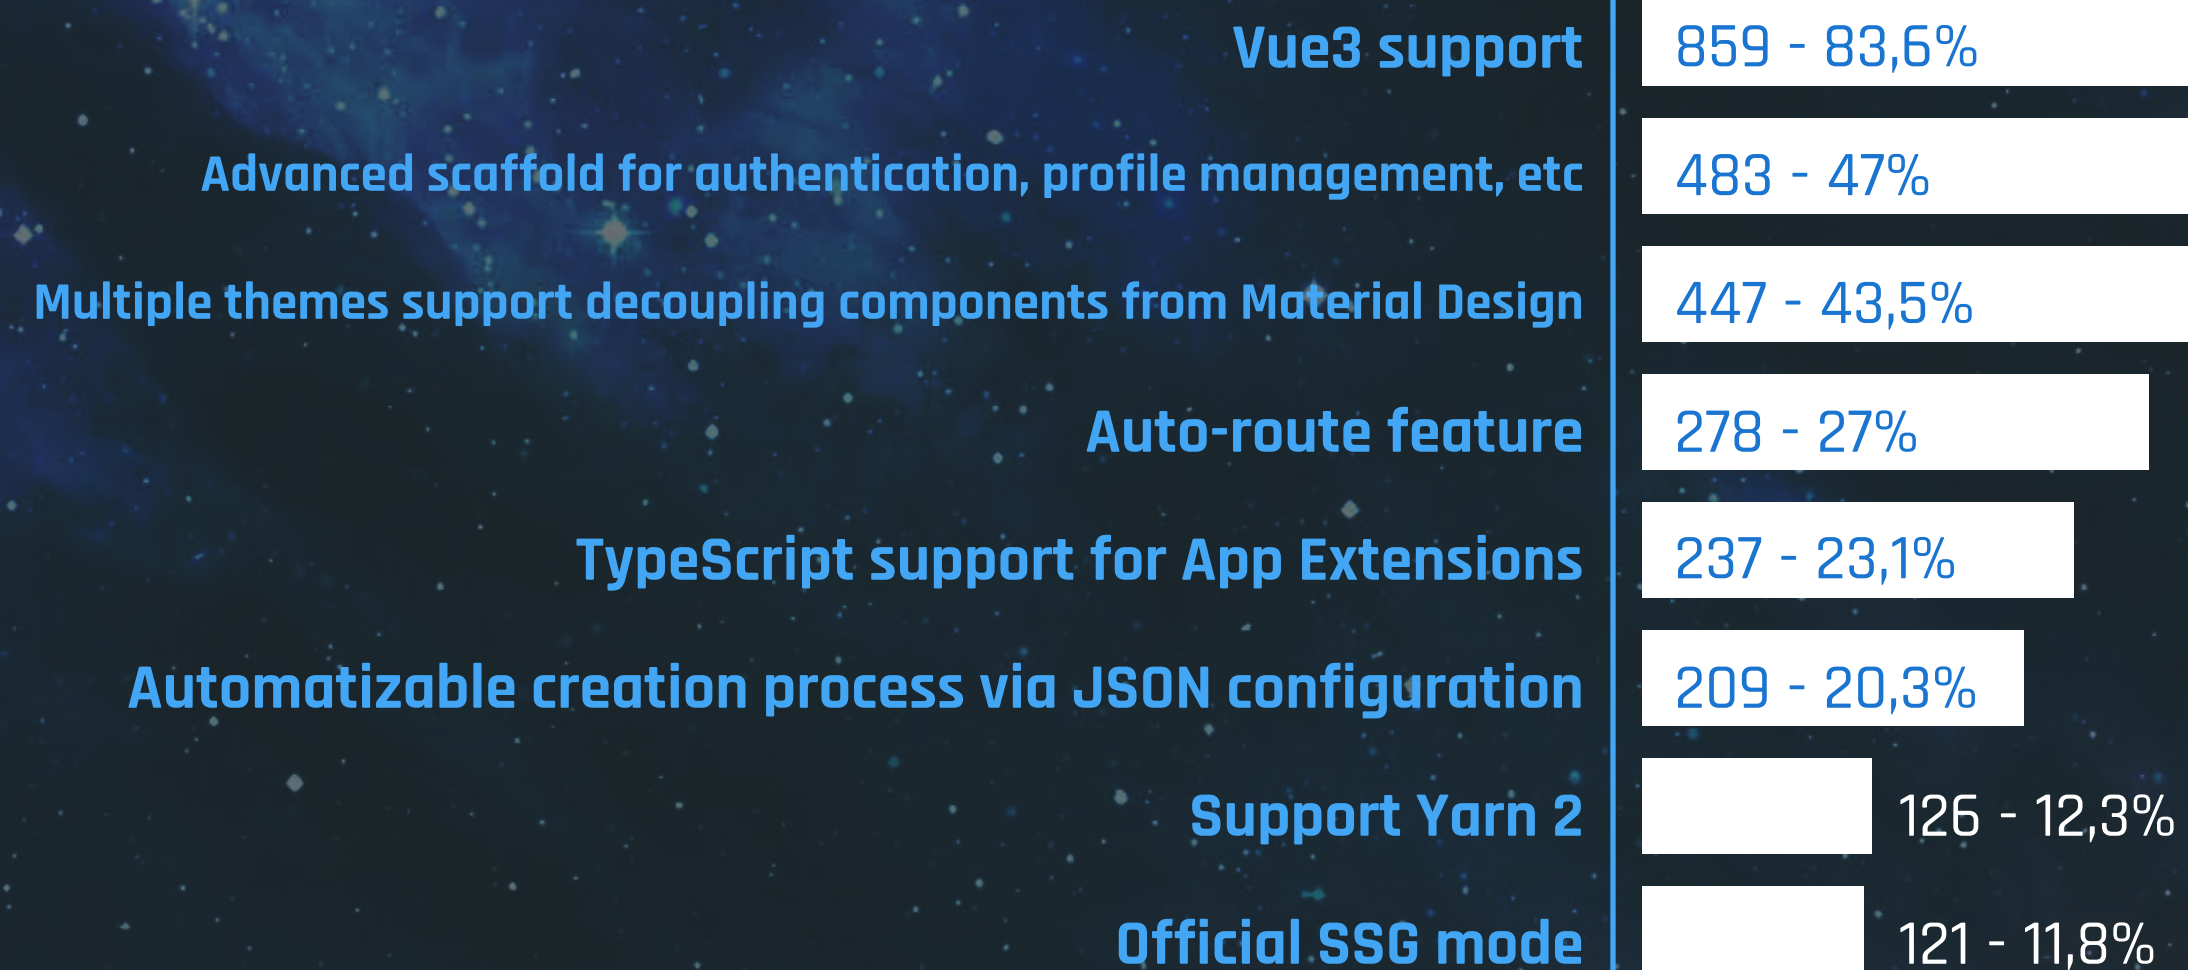 Vue3 support 859 - 83,6%
Advanced scaffold for authentication, profile management, etc 483 - 47%
Multiple themes support decoupling components from Material Design 447 - 43,5%
Auto-route feature 278 - 27%
TypeScript support for App Extensions 237 - 23,1%
Automatizable creation process via JSON configuration 209 - 20,3%
Support Yarn 2 126 - 12,3%
Official SSG mode 121 - 11,8%